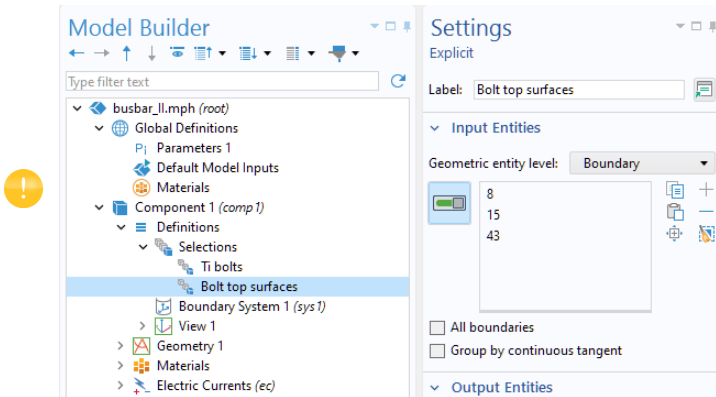 Model Builder
Type filter text
busbar_II.mph (root)
Global Definitions
Pi Parameters 1
Default Model Inputs
Materials
Component 1 (comp1)
Definitions
Selections
Ti bolts
Bolt top surfaces
Boundary System 1 (sys1)
View 1
Geometry 1
Materials
Electric Currents (ec)
Settings
Explicit
Label: Bolt top surfaces
Input Entities
Geometric entity level: Boundary
8
15
43
All boundaries
Group by continuous tangent
Output Entities